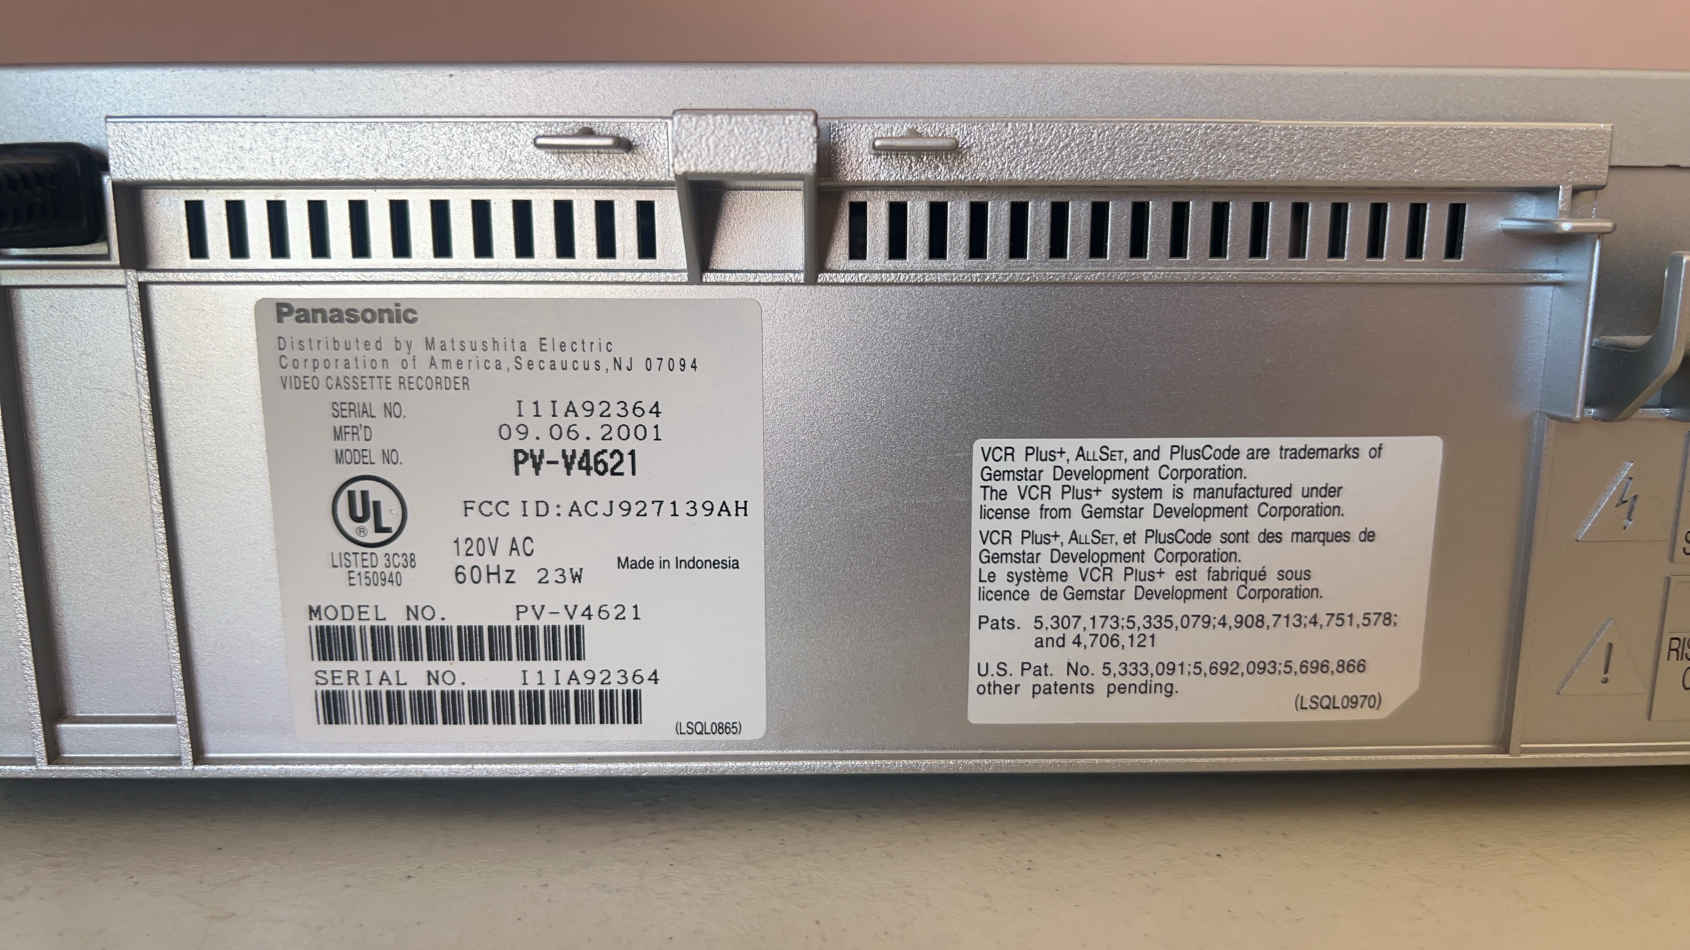 Panasonic
Distributed by Matsushita Electric
Corporation of America,Secaucus,NJ 07094
VIDEO CASSETTE RECORDER
SERIAL NO. I1IA92364
MFR'D 09.06.2001
MODEL NO. PV-V4621
UL
®
LISTED 3C38
E150940
FCC ID:ACJ927139AH
120V AC
60Hz 23W
Made in Indonesia
MODEL NO. PV-V4621
SERIAL NO. I1IA92364
(LSQL0865)
VCR Plus+, ALLSET, and PlusCode are trademarks of
Gemstar Development Corporation.
The VCR Plus+ system is manufactured under
license from Gemstar Development Corporation.
VCR Plus+, ALLSET, et PlusCode sont des marques de
Gemstar Development Corporation.
Le système VCR Plus+ est fabriqué sous
licence de Gemstar Development Corporation.
Pats. 5,307,173;5,335,079;4,908,713;4,751,578;
and 4,706,121
U.S. Pat. No. 5,333,091;5,692,093;5,696,866
other patents pending.
(LSQL0970)